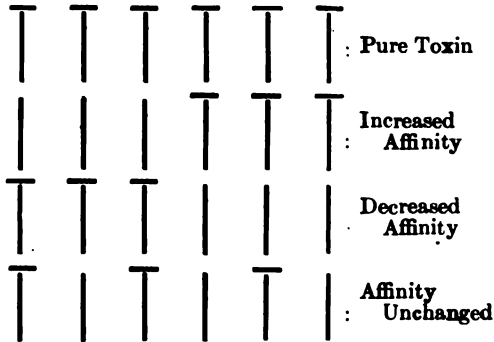 : Pure Toxin
Increased
: Affinity
Decreased
Affinity
Affinity
: Unchanged